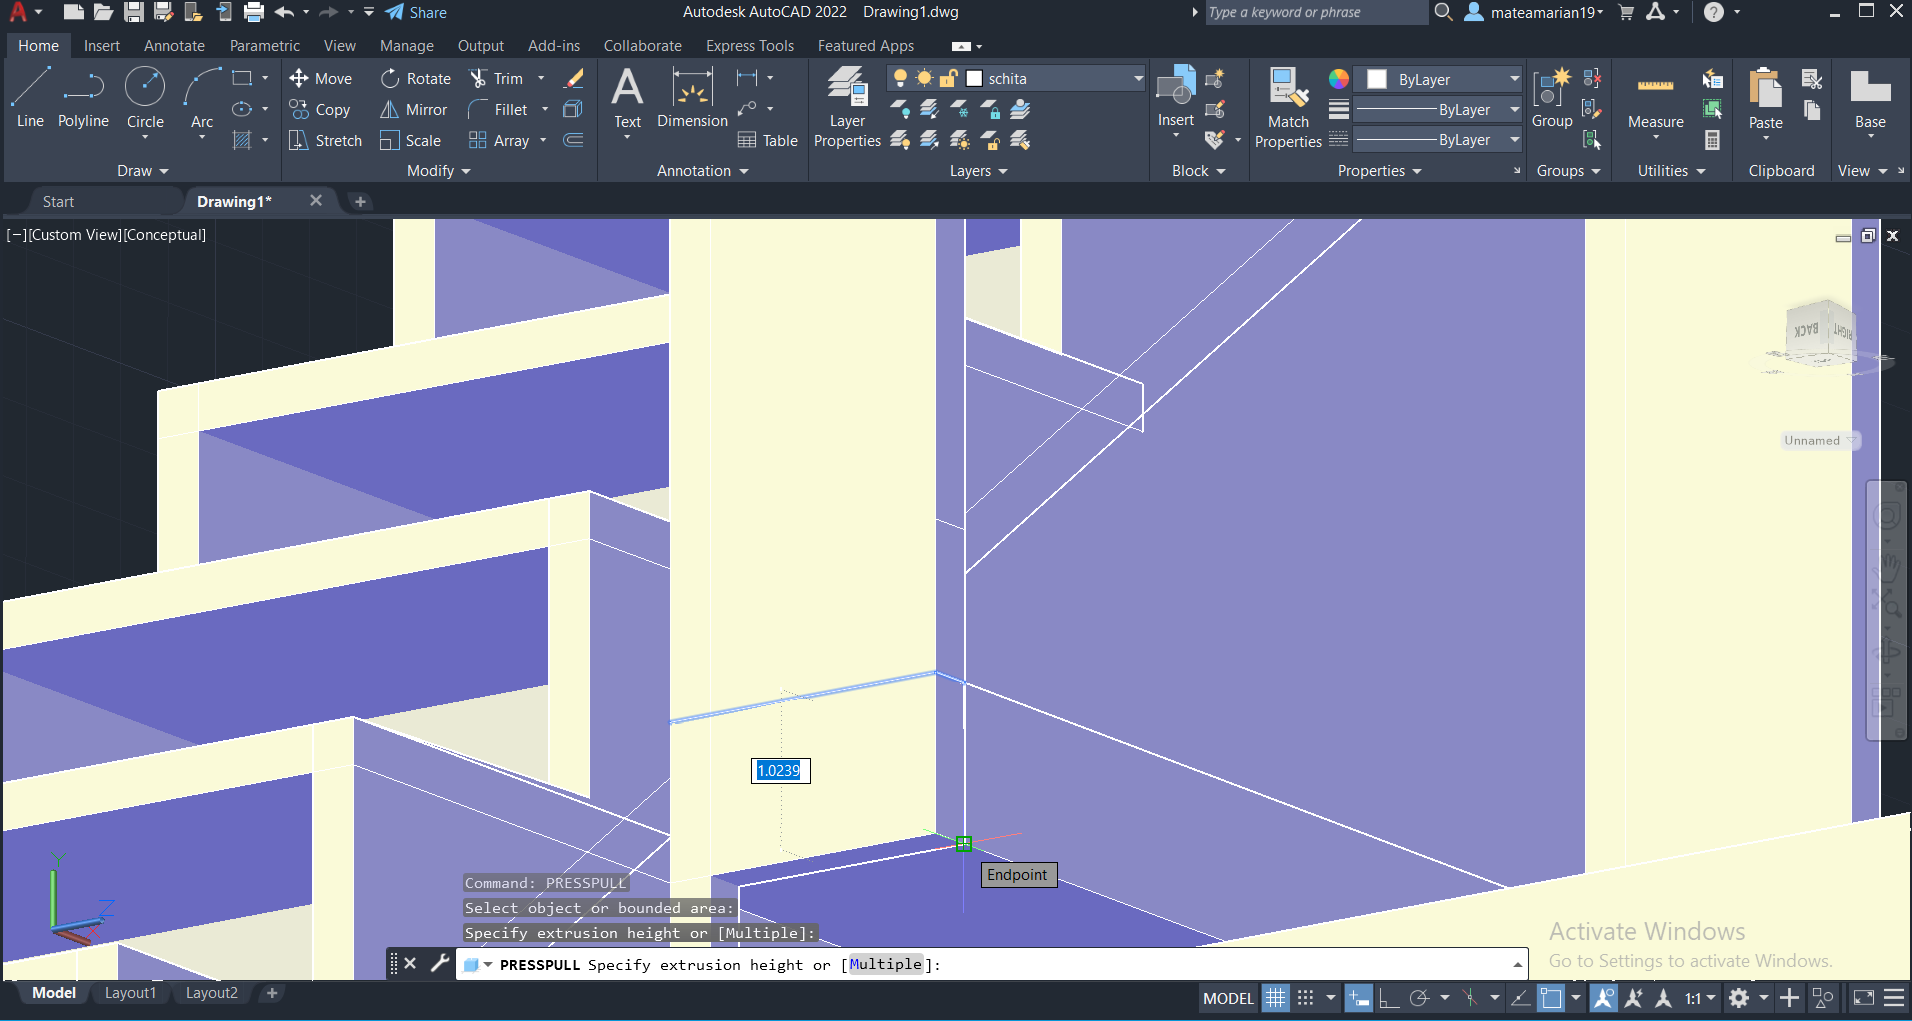 Share
Autodesk AutoCAD 2022 Drawing1.dwg
Type a keyword or phrase
mateamarian19
Home Insert Annotate Parametric View Manage Output Add-ins Collaborate Express Tools Featured Apps
Line Polyline Circle Arc
Draw
Move Rotate Trim
Copy Mirror Fillet
Stretch Scale Array
Modify
Text Dimension Table
Annotation
Layer Properties
schita
Layers
Insert
Block
Match Properties
ByLayer
ByLayer
ByLayer
Properties
Group
Groups
Measure
Utilities
Paste
Clipboard
Base
View
Start Drawing1*
[−][Custom View][Conceptual]
BACK RIGHT
Unnamed
1.0239
Endpoint
Y
Z
X
Command: PRESSPULL
Select object or bounded area:
Specify extrusion height or [Multiple]:
PRESSPULL Specify extrusion height or [Multiple]:
Activate Windows
Go to Settings to activate Windows.
Model Layout1 Layout2
MODEL 1:1